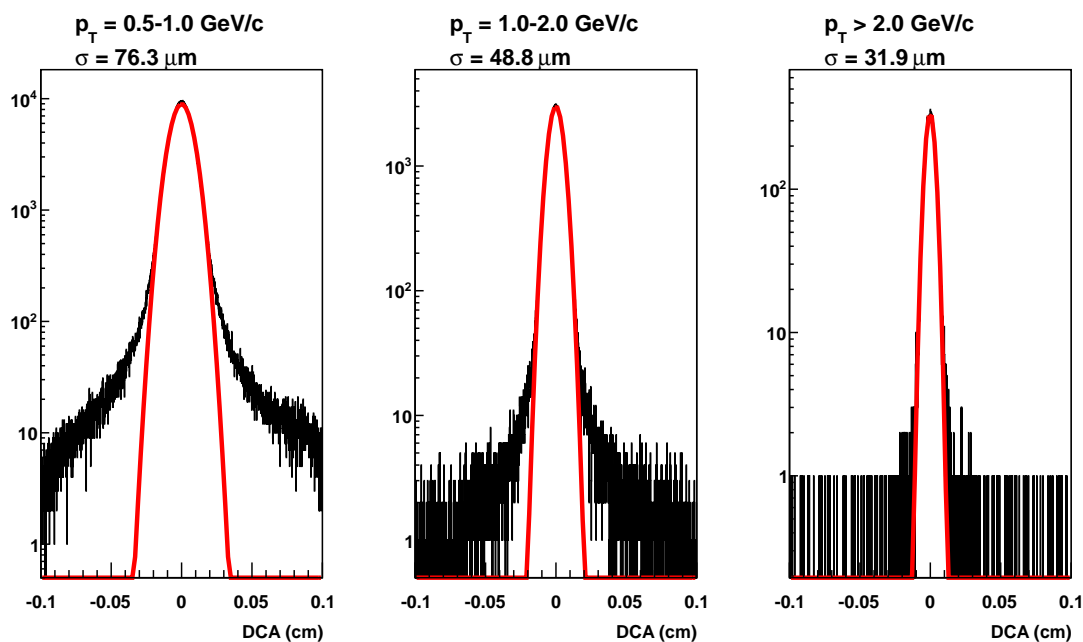 p_T = 0.5-1.0 GeV/c
σ = 76.3 μm
10^4
10^3
10^2
10
1
-0.1 -0.05 0 0.05 0.1
DCA (cm)
p_T = 1.0-2.0 GeV/c
σ = 48.8 μm
10^3
10^2
10
1
-0.1 -0.05 0 0.05 0.1
DCA (cm)
p_T > 2.0 GeV/c
σ = 31.9 μm
10^2
10
1
-0.1 -0.05 0 0.05 0.1
DCA (cm)